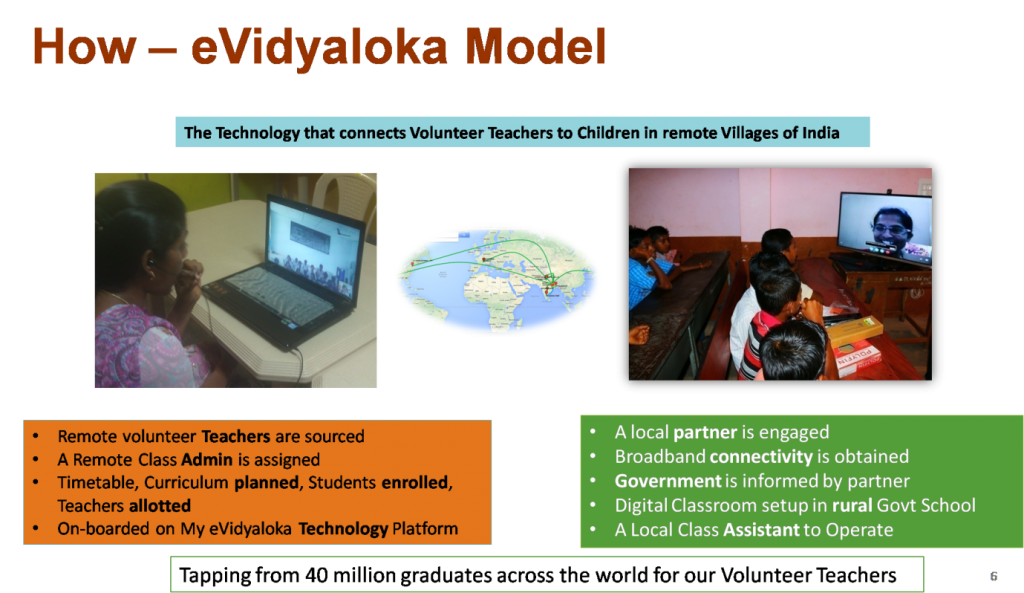 How – eVidyaloka Model
The Technology that connects Volunteer Teachers to Children in remote Villages of India
POLYFIN
• Remote volunteer Teachers are sourced
• A Remote Class Admin is assigned
• Timetable, Curriculum planned, Students enrolled,
Teachers allotted
• On-boarded on My eVidyaloka Technology Platform
• A local partner is engaged
• Broadband connectivity is obtained
• Government is informed by partner
• Digital Classroom setup in rural Govt School
• A Local Class Assistant to Operate
Tapping from 40 million graduates across the world for our Volunteer Teachers
6